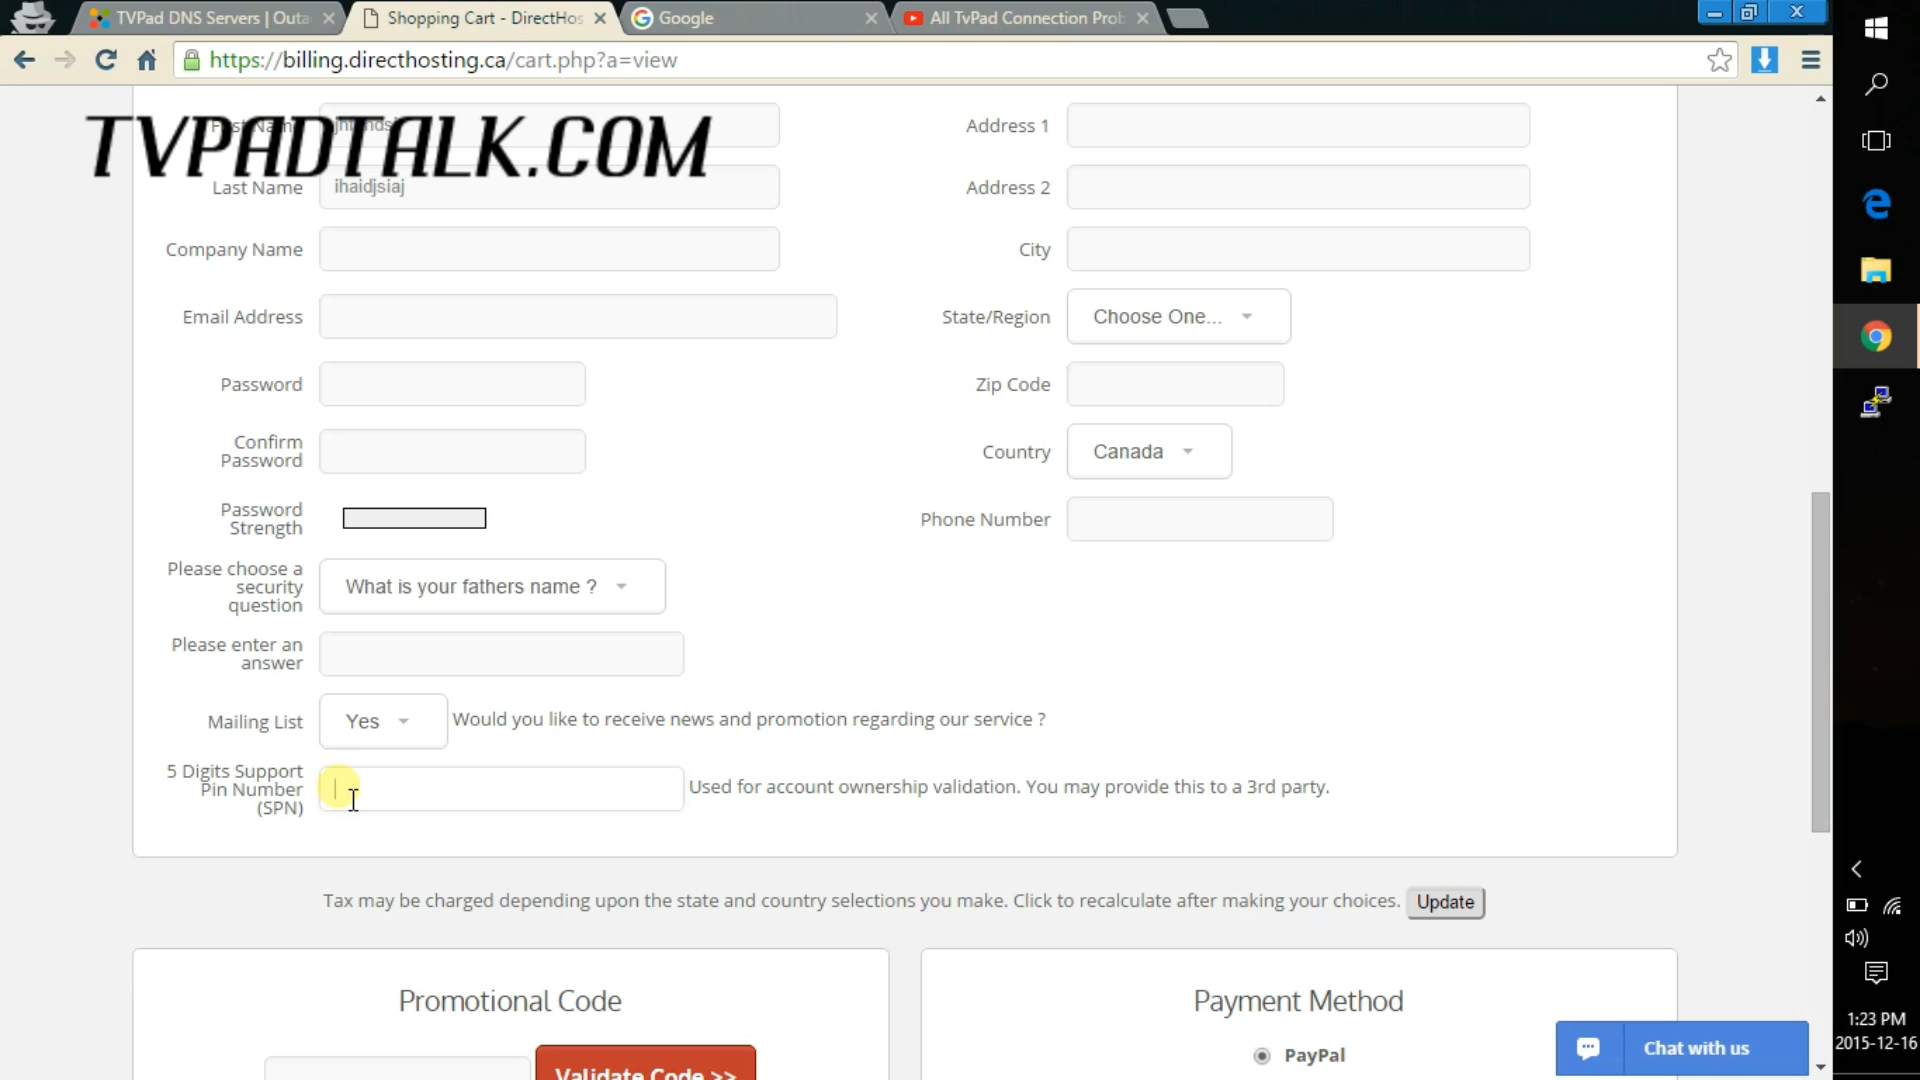 TVPad DNS Servers | Outa
Shopping Cart - DirectHos
Google
All TvPad Connection Prob
https://billing.directhosting.ca/cart.php?a=view
TVPADTALK.COM
First Name
Address 1
Last Name
ihaidjsiaj
Address 2
Company Name
City
Email Address
State/Region
Choose One...
Password
Zip Code
Confirm
Password
Country
Canada
Password
Strength
Phone Number
Please choose a
security
question
What is your fathers name ?
Please enter an
answer
Mailing List
Yes
Would you like to receive news and promotion regarding our service ?
5 Digits Support
Pin Number
(SPN)
Used for account ownership validation. You may provide this to a 3rd party.
Tax may be charged depending upon the state and country selections you make. Click to recalculate after making your choices.
Update
Promotional Code
Payment Method
Validate Code >>
PayPal
Chat with us
1:23 PM
2015-12-16